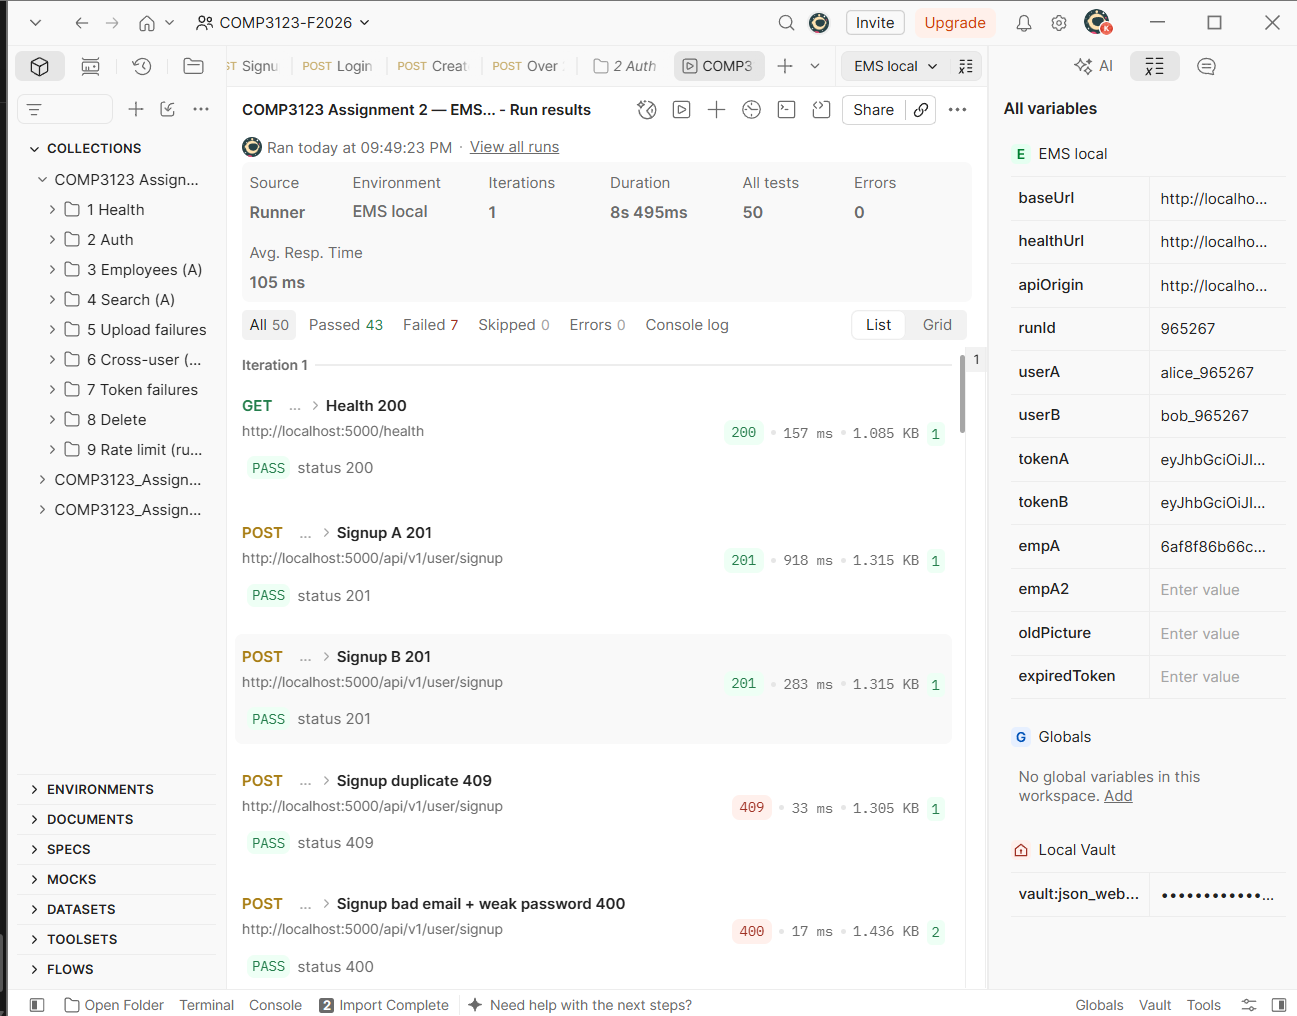 COMP3123-F2026
Invite
Upgrade
Signu
POST Login
POST Creat
POST Over
2 Auth
COMP3
EMS local
AI
COMP3123 Assignment 2 — EMS... - Run results
Share
Ran today at 09:49:23 PM · View all runs
Source
Runner
Environment
EMS local
Iterations
1
Duration
8s 495ms
All tests
50
Errors
0
Avg. Resp. Time
105 ms
All 50
Passed 43
Failed 7
Skipped 0
Errors 0
Console log
List
Grid
Iteration 1
1
GET ... > Health 200
http://localhost:5000/health
200 • 157 ms • 1.085 KB 1
PASS status 200
POST ... > Signup A 201
http://localhost:5000/api/v1/user/signup
201 • 918 ms • 1.315 KB 1
PASS status 201
POST ... > Signup B 201
http://localhost:5000/api/v1/user/signup
201 • 283 ms • 1.315 KB 1
PASS status 201
POST ... > Signup duplicate 409
http://localhost:5000/api/v1/user/signup
409 • 33 ms • 1.305 KB 1
PASS status 409
POST ... > Signup bad email + weak password 400
http://localhost:5000/api/v1/user/signup
400 • 17 ms • 1.436 KB 2
PASS status 400
COLLECTIONS
COMP3123 Assign...
1 Health
2 Auth
3 Employees (A)
4 Search (A)
5 Upload failures
6 Cross-user (...
7 Token failures
8 Delete
9 Rate limit (ru...
COMP3123_Assign...
COMP3123_Assign...
ENVIRONMENTS
DOCUMENTS
SPECS
MOCKS
DATASETS
TOOLSETS
FLOWS
All variables
E EMS local
baseUrl http://localho...
healthUrl http://localho...
apiOrigin http://localho...
runId 965267
userA alice_965267
userB bob_965267
tokenA eyJhbGciOiJI...
tokenB eyJhbGciOiJI...
empA 6af8f86b66c...
empA2 Enter value
oldPicture Enter value
expiredToken Enter value
G Globals
No global variables in this
workspace. Add
Local Vault
vault:json_web... ••••••••••••...
Open Folder
Terminal
Console
2 Import Complete
Need help with the next steps?
Globals
Vault
Tools